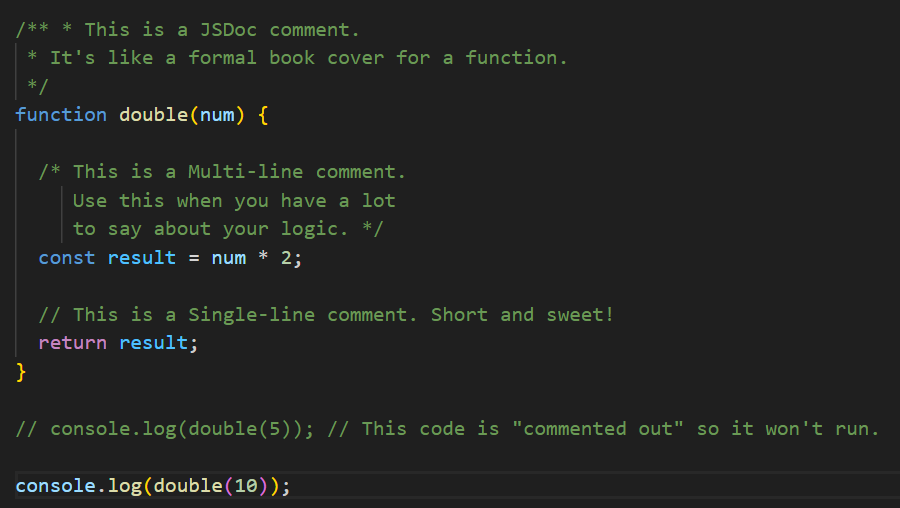 /** * This is a JSDoc comment.
* It's like a formal book cover for a function.
*/
function double(num) {
/* This is a Multi-line comment.
Use this when you have a lot
to say about your logic. */
const result = num * 2;
// This is a Single-line comment. Short and sweet!
return result;
}
// console.log(double(5)); // This code is "commented out" so it won't run.
console.log(double(10));